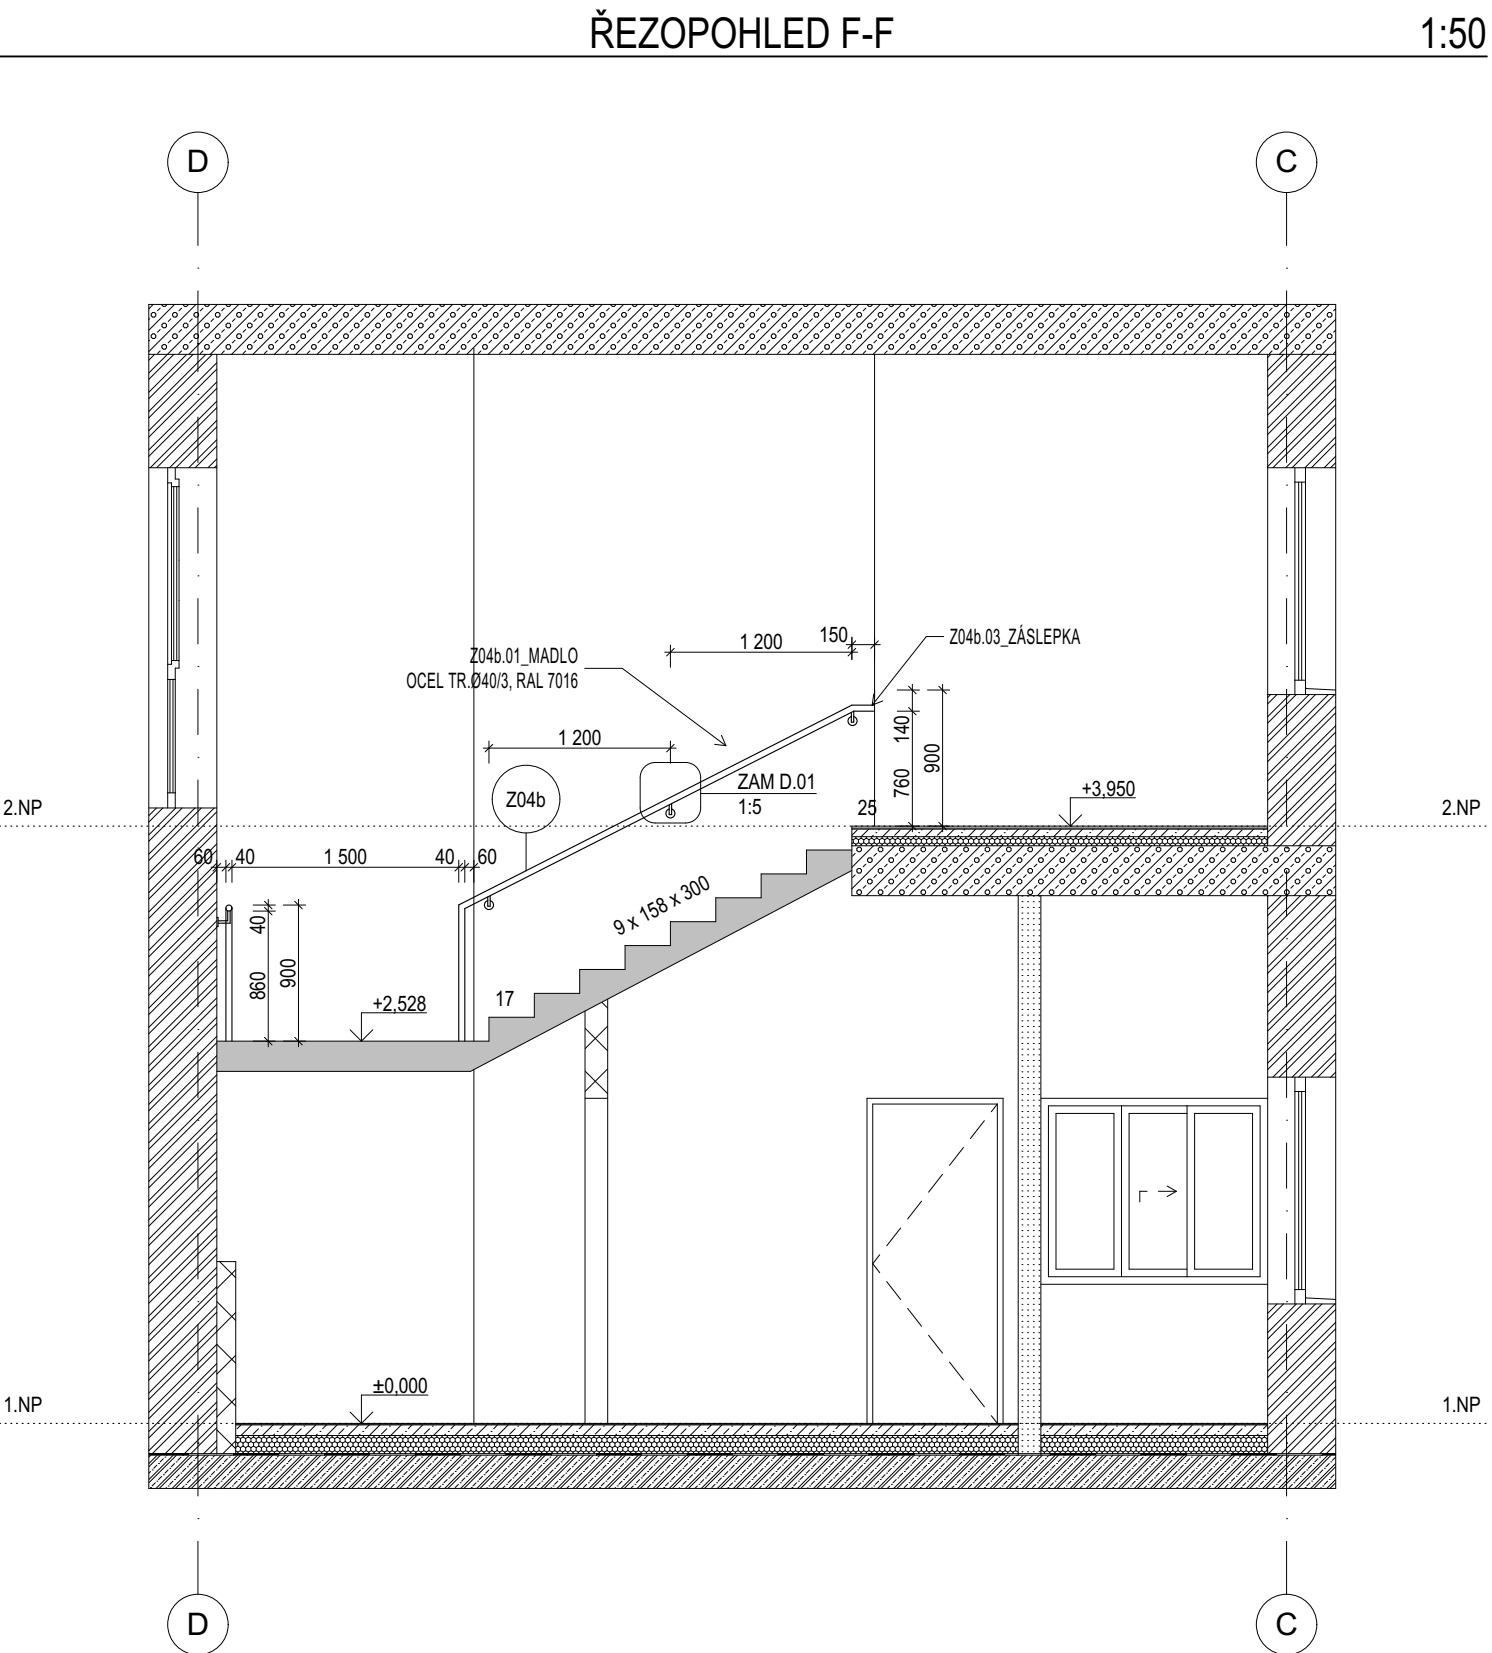 ŘEZOPOHLED F-F
1:50
D
C
1 200
150
Z04b.03_ZÁSLEPKA
Z04b.01_MADLO
OCEL TR.Ø40/3, RAL 7016
1 200
140
900
760
ZAM D.01
1:5
Z04b
25
+3,950
2.NP
2.NP
60
40
1 500
40
60
9 x 158 x 300
40
860
900
17
+2,528
±0,000
1.NP
1.NP
D
C